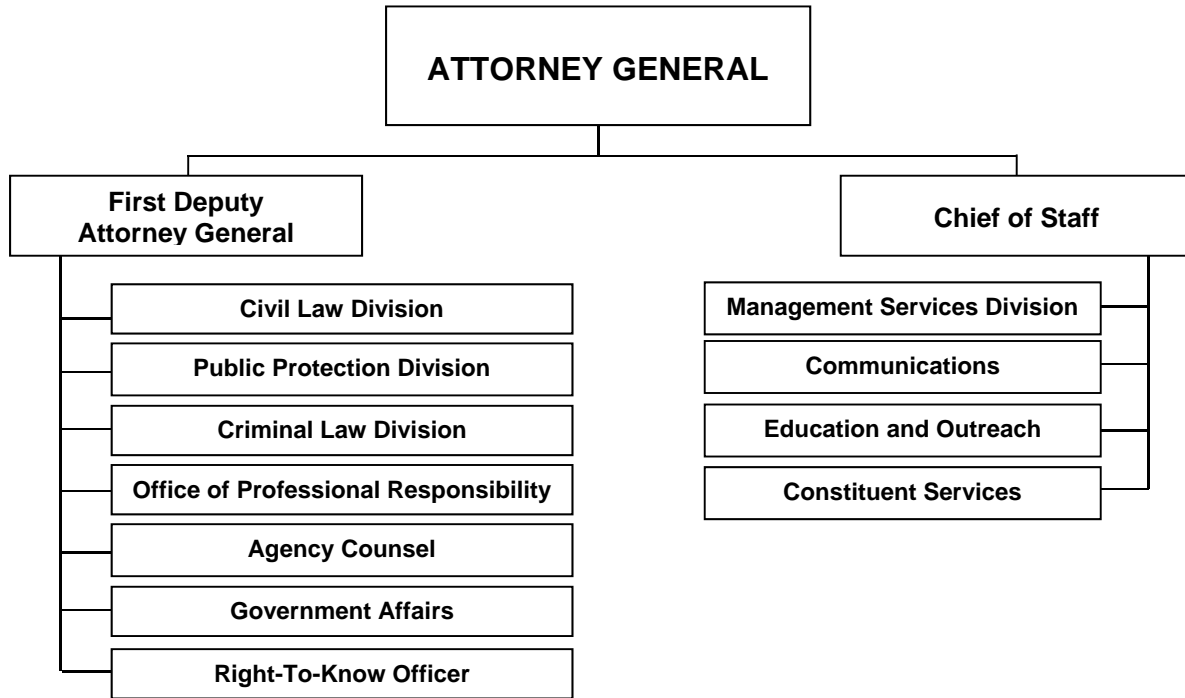 ATTORNEY GENERAL
First Deputy
Attorney General
Chief of Staff
Civil Law Division
Public Protection Division
Criminal Law Division
Office of Professional Responsibility
Agency Counsel
Government Affairs
Right-To-Know Officer
Management Services Division
Communications
Education and Outreach
Constituent Services